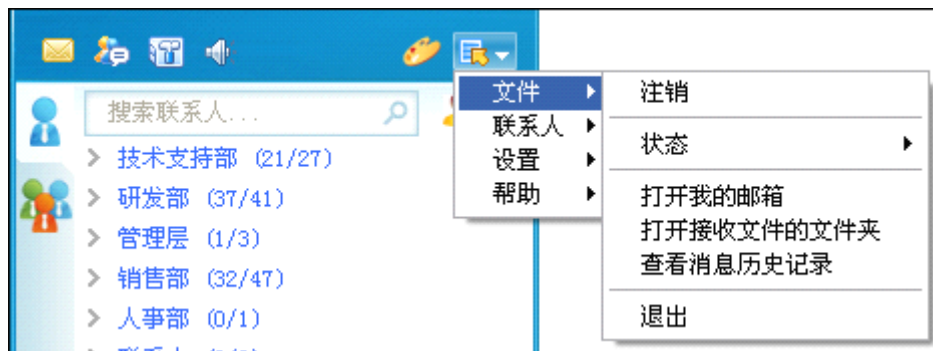 文件
联系人
设置
帮助
注销
状态
打开我的邮箱
打开接收文件的文件夹
查看消息历史记录
退出
搜索联系人...
技术支持部 (21/27)
研发部 (37/41)
管理层 (1/3)
销售部 (32/47)
人事部 (0/1)